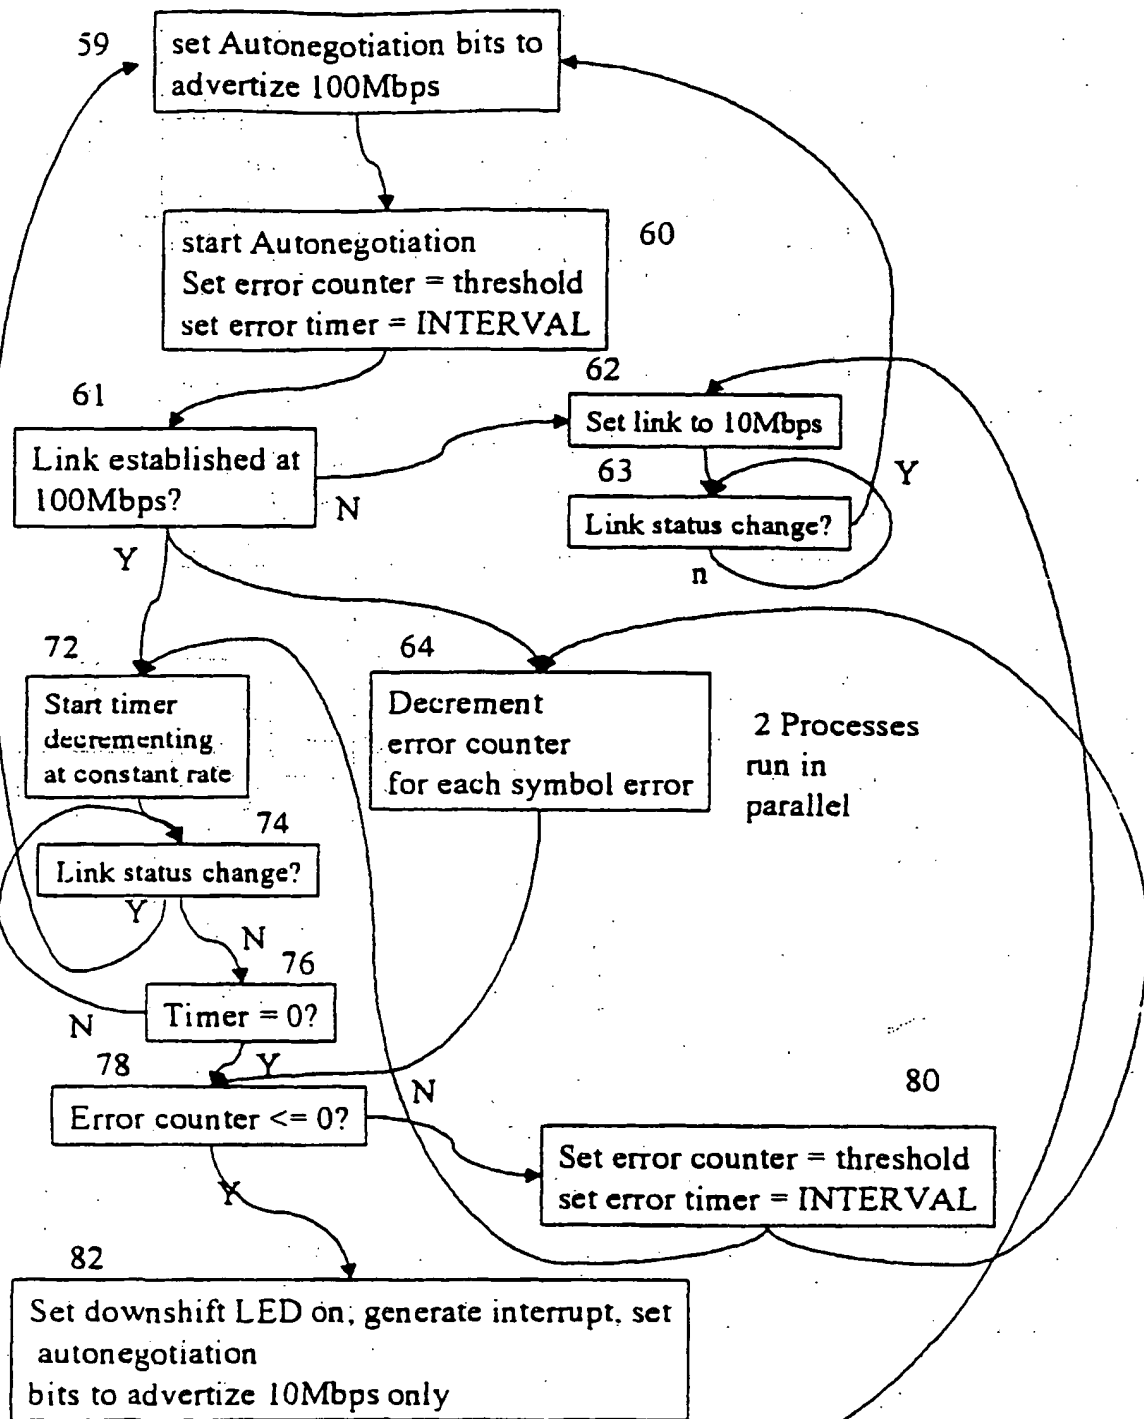 59
set Autonegotiation bits to
advertize 100Mbps
start Autonegotiation
Set error counter = threshold
set error timer = INTERVAL
60
61
62
Link established at
100Mbps?
N
Set link to 10Mbps
63
Y
Link status change?
n
Y
72
64
Start timer
decrementing
at constant rate
Decrement
error counter
for each symbol error
2 Processes
run in
parallel
74
Link status change?
Y
N
76
Timer = 0?
N
Y
78
N
80
Error counter <= 0?
Set error counter = threshold
set error timer = INTERVAL
Y
82
Set downshift LED on; generate interrupt, set
autonegotiation
bits to advertize 10Mbps only